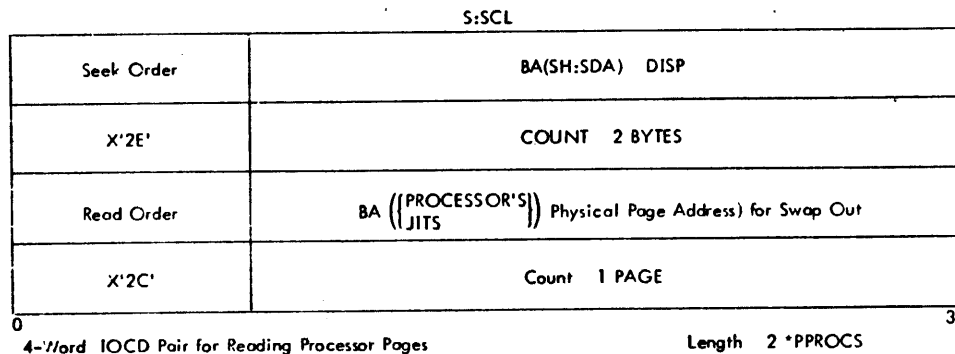 S:SCL
Seek Order BA(SH:SDA) DISP
X'2E' COUNT 2 BYTES
Read Order BA ({PROCESSOR'S
JITS}) Physical Page Address) for Swap Out
X'2C' Count 1 PAGE
0 3
4-Word IOCD Pair for Reading Processor Pages Length 2 *PPROCS